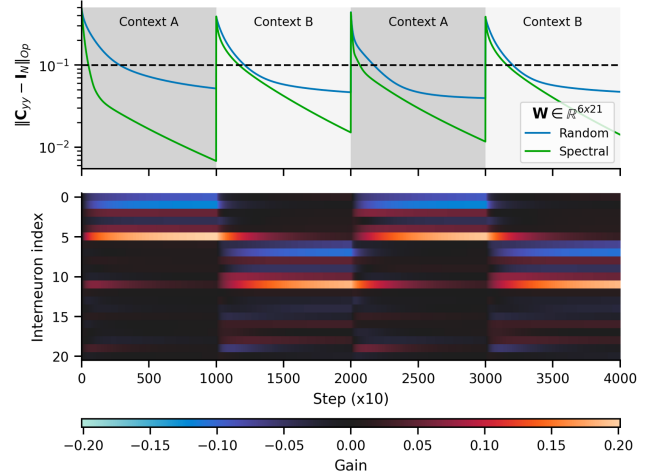 Context A
Context B
Context A
Context B
‖C_yy − I_N‖_Op
10⁻¹
10⁻²
W ∈ ℝ^6x21
Random
Spectral
Interneuron index
0
5
10
15
20
0
500
1000
1500
2000
2500
3000
3500
4000
Step (x10)
−0.20
−0.15
−0.10
−0.05
0.00
0.05
0.10
0.15
0.20
Gain